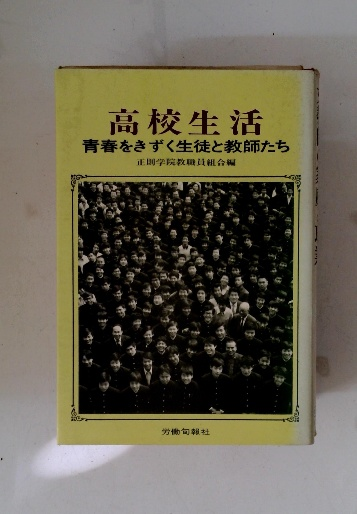 高校生活
青春をきずく生徒と教師たち
正則学院教職員組合編
労働旬報社